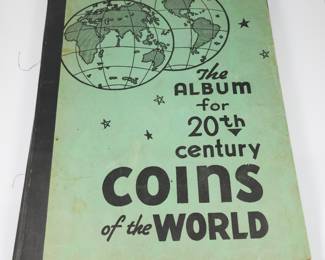 The
ALBUM
for
20th
century
COINS
of the WORLD